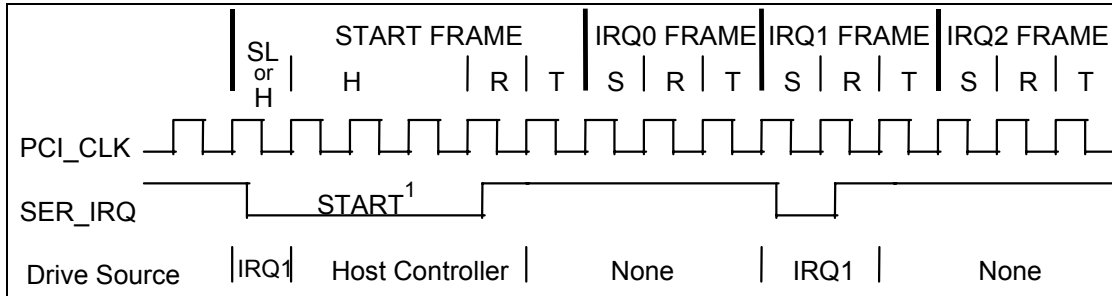 START FRAME IRQ0 FRAME IRQ1 FRAME IRQ2 FRAME
SL
or
H
H R T S R T S R T S R T
PCI_CLK
SER_IRQ START1
Drive Source IRQ1 Host Controller None IRQ1 None